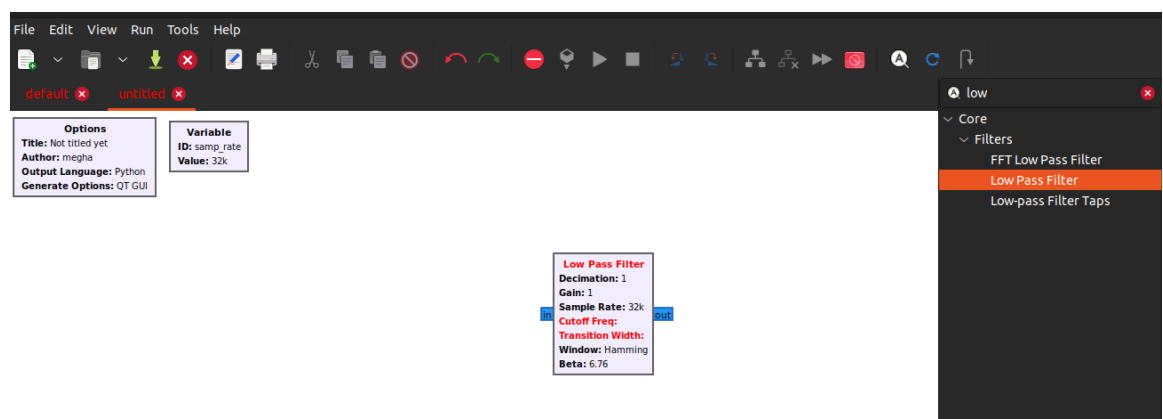 File Edit View Run Tools Help
default untitled
low
Options
Title: Not titled yet
Author: megha
Output Language: Python
Generate Options: QT GUI
Variable
ID: samp_rate
Value: 32k
Core
Filters
FFT Low Pass Filter
Low Pass Filter
Low-pass Filter Taps
Low Pass Filter
Decimation: 1
Gain: 1
Sample Rate: 32k
Cutoff Freq:
Transition Width:
Window: Hamming
Beta: 6.76
in
out